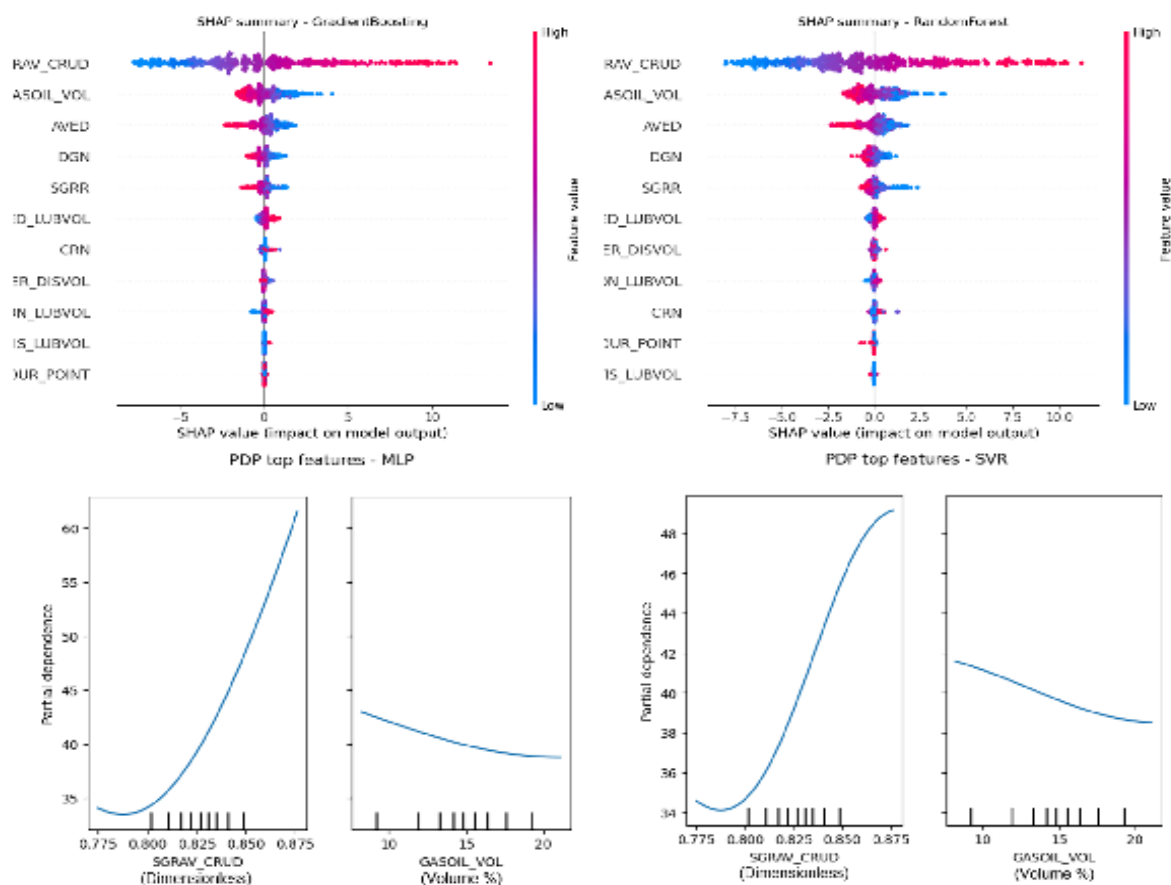 SHAP summary - GradientBoosting
High
RAV_CRUD
ASOIL_VOL
AVED
DGN
SGRR
ED_LUBVOL
CRN
ER_DISVOL
RN_LUBVOL
IS_LUBVOL
OUR_POINT
Low
Feature value
−5 0 5 10
SHAP value (impact on model output)
SHAP summary - RandomForest
High
RAV_CRUD
ASOIL_VOL
AVED
DGN
SGRR
ED_LUBVOL
ER_DISVOL
ON_LUBVOL
CRN
OUR_POINT
IS_LUBVOL
Low
Feature value
−7.5 −5.0 −2.5 0.0 2.5 5.0 7.5 10.0
SHAP value (impact on model output)
PDP top features - MLP
Partial dependence
60
55
50
45
40
35
0.775 0.800 0.825 0.850 0.875
SGRAV_CRUD
(Dimensionless)
10 15 20
GASOIL_VOL
(Volume %)
PDP top features - SVR
Partial dependence
48
46
44
42
40
38
36
34
0.775 0.800 0.825 0.850 0.875
SGRAV_CRUD
(Dimensionless)
10 15 20
GASOIL_VOL
(Volume %)